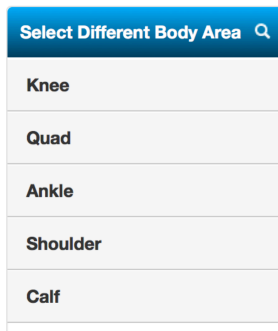 Select Different Body Area
Knee
Quad
Ankle
Shoulder
Calf